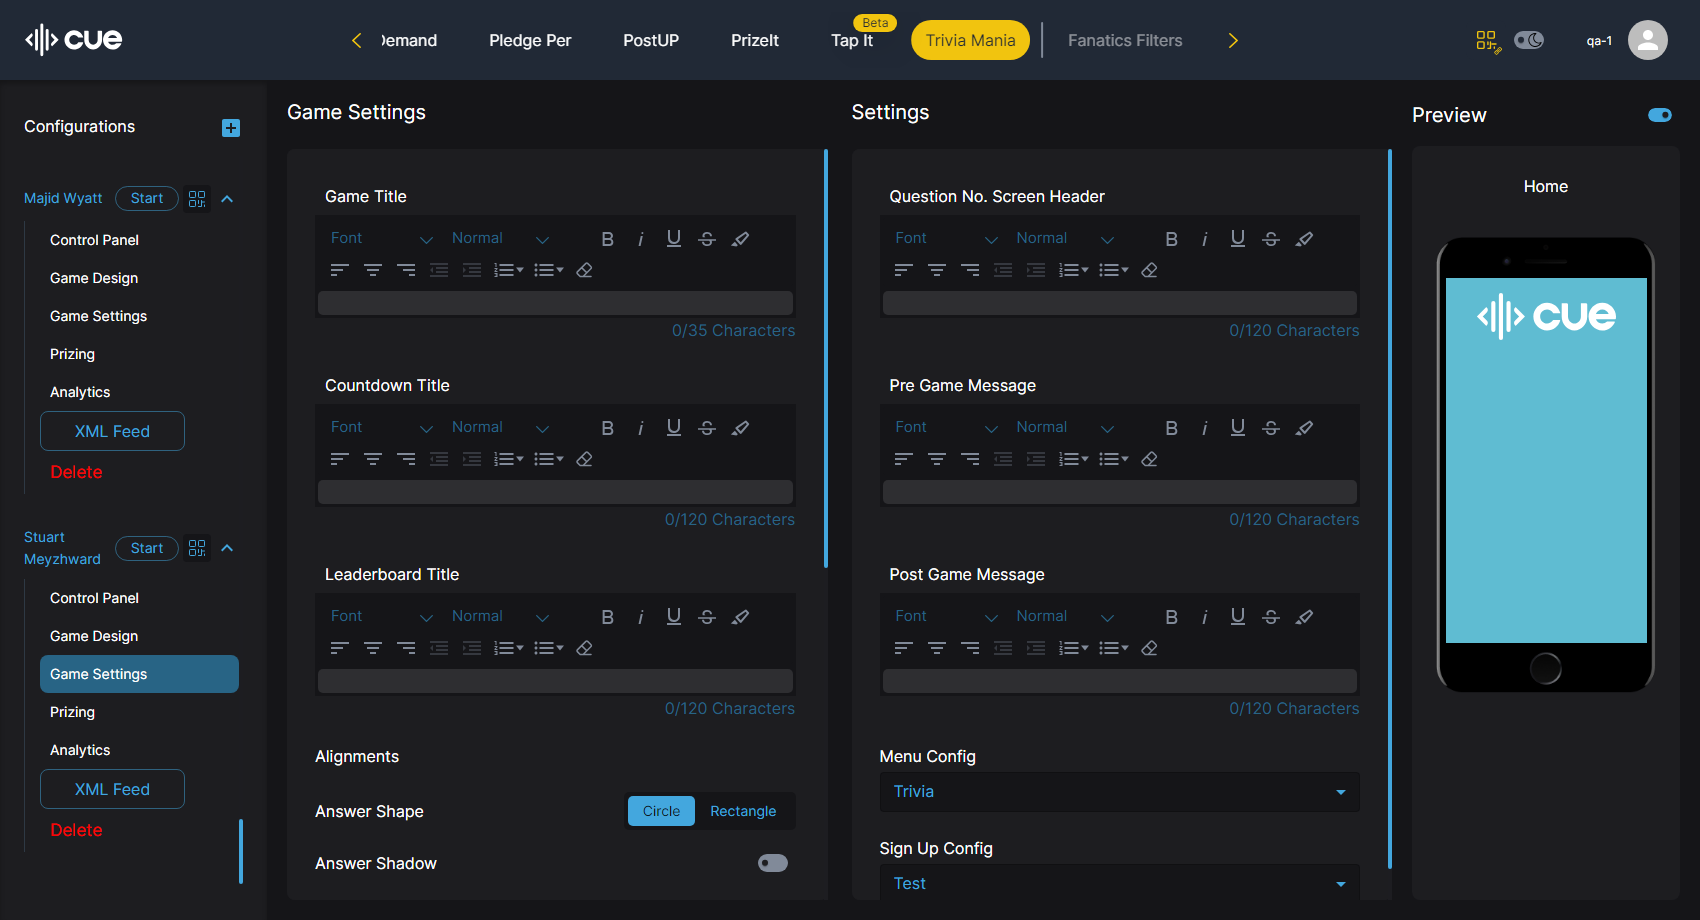 cue
Demand
Pledge Per
PostUP
PrizeIt
Tap It
Beta
Trivia Mania
Fanatics Filters
qa-1
Configurations
Majid Wyatt
Start
Control Panel
Game Design
Game Settings
Prizing
Analytics
XML Feed
Delete
Stuart
Meyzhward
Start
Control Panel
Game Design
Game Settings
Prizing
Analytics
XML Feed
Delete
Game Settings
Game Title
Font
Normal
B i U S
0/35 Characters
Countdown Title
Font
Normal
B i U S
0/120 Characters
Leaderboard Title
Font
Normal
B i U S
0/120 Characters
Alignments
Answer Shape
Circle
Rectangle
Answer Shadow
Settings
Question No. Screen Header
Font
Normal
B i U S
0/120 Characters
Pre Game Message
Font
Normal
B i U S
0/120 Characters
Post Game Message
Font
Normal
B i U S
0/120 Characters
Menu Config
Trivia
Sign Up Config
Test
Preview
Home
cue